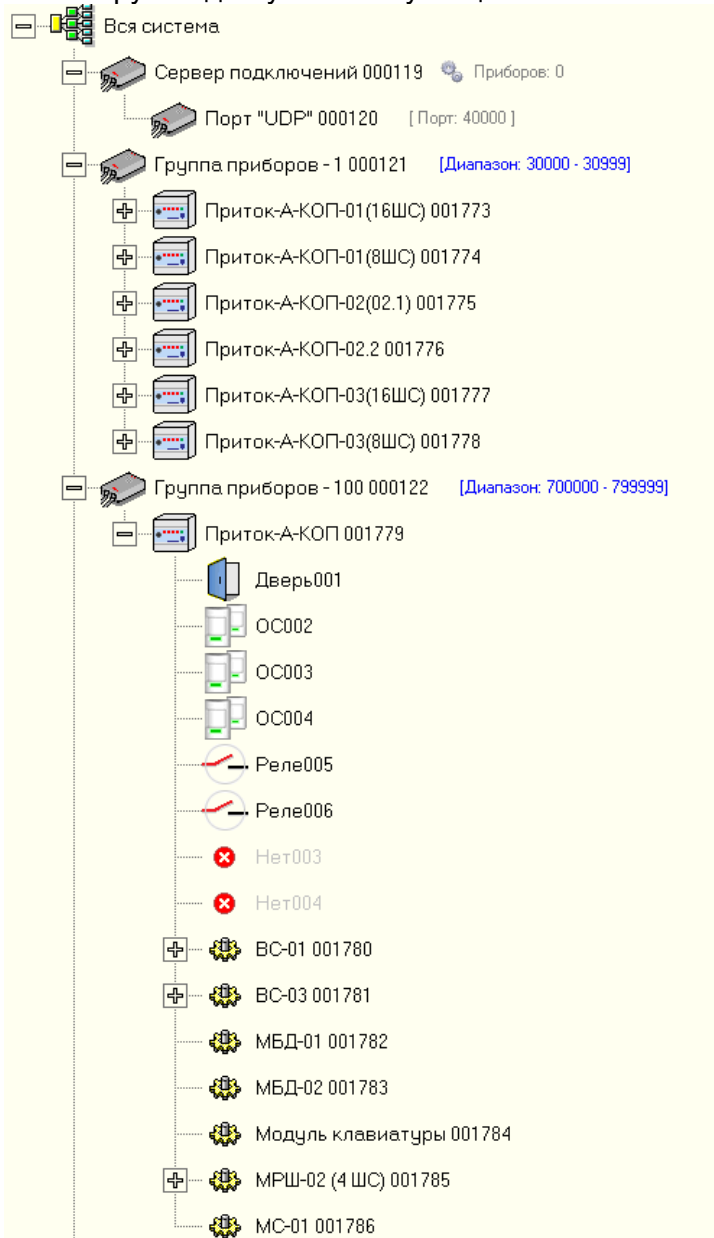 Вся система
Сервер подключений 000119 Приборов: 0
Порт "UDP" 000120 [ Порт: 40000 ]
Группа приборов - 1 000121 [Диапазон: 30000 - 30999]
Приток-А-КОП-01(16ШС) 001773
Приток-А-КОП-01(8ШС) 001774
Приток-А-КОП-02(02.1) 001775
Приток-А-КОП-02.2 001776
Приток-А-КОП-03(16ШС) 001777
Приток-А-КОП-03(8ШС) 001778
Группа приборов - 100 000122 [Диапазон: 700000 - 799999]
Приток-А-КОП 001779
Дверь001
ОС002
ОС003
ОС004
Реле005
Реле006
Нет003
Нет004
ВС-01 001780
ВС-03 001781
МБД-01 001782
МБД-02 001783
Модуль клавиатуры 001784
МРШ-02 (4 ШС) 001785
МС-01 001786